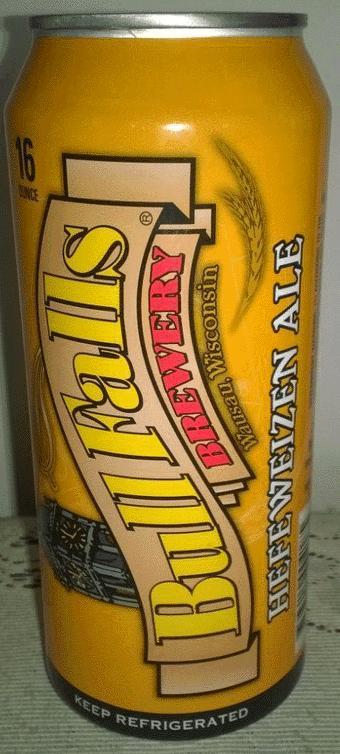 16
OUNCE
Bull Falls®
BREWERY
Wausau, Wisconsin
HEFEWEIZEN ALE
KEEP REFRIGERATED